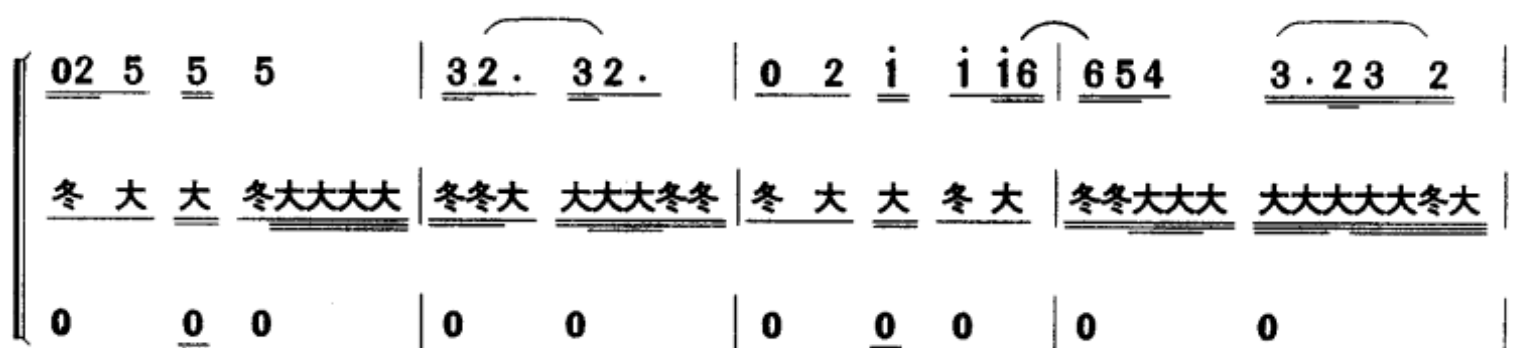 02 5 5 5 | 32. 32. | 0 2 i i i6 | 654 3.23 2 |
冬 大 大 冬大大大大 | 冬冬大 大大大冬冬 | 冬 大 大 冬 大 | 冬冬大大大 大大大大大冬大
0 0 0 | 0 0 | 0 0 0 | 0 0 |